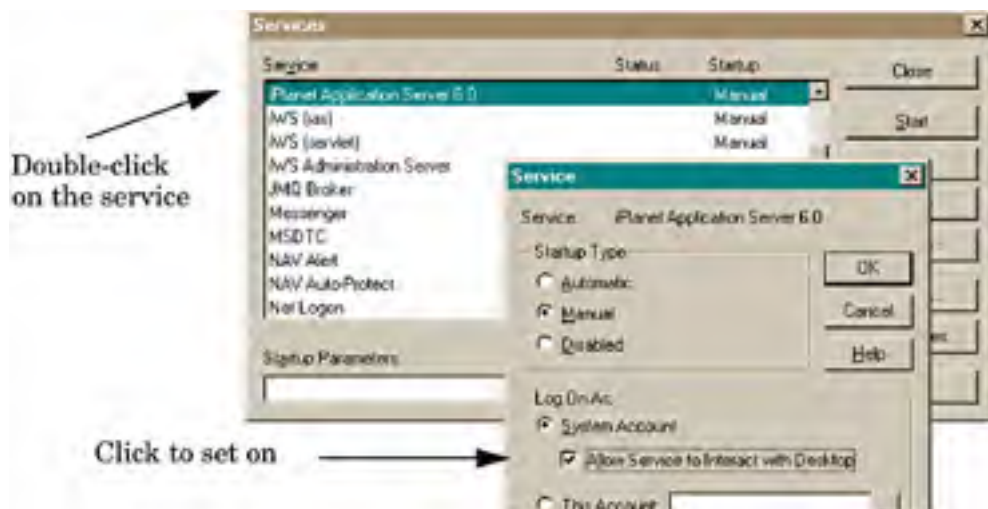 Services
Service Status Startup
iPlanet Application Server 6.0 Manual
iWS (ias) Manual
iWS (servlet) Manual
iWS Administration Server
JMQ Broker
Messenger
MSDTC
NAV Alert
NAV Auto-Protect
Net Logon
Startup Parameters
Close
Start
Double-click
on the service
Service
Service: iPlanet Application Server 6.0
Startup Type
Automatic
Manual
Disabled
OK
Cancel
Help
Log On As:
System Account
Allow Service to Interact with Desktop
This Account:
Click to set on